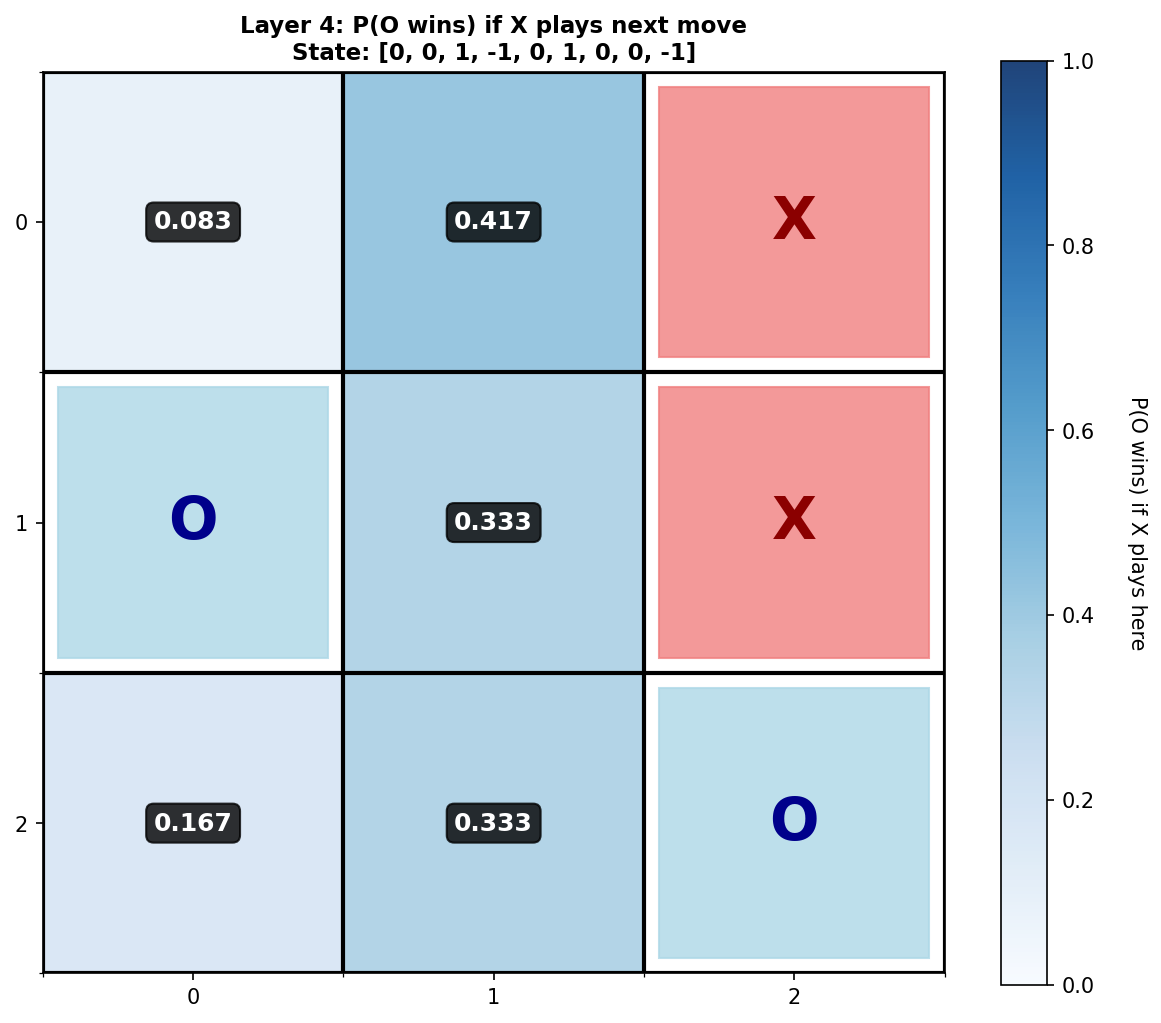 Layer 4: P(O wins) if X plays next move
State: [0, 0, 1, -1, 0, 1, 0, 0, -1]
0
0.083
0.417
X
1
O
0.333
X
2
0.167
0.333
O
0
1
2
1.0
0.8
0.6
0.4
0.2
0.0
P(O wins) if X plays here